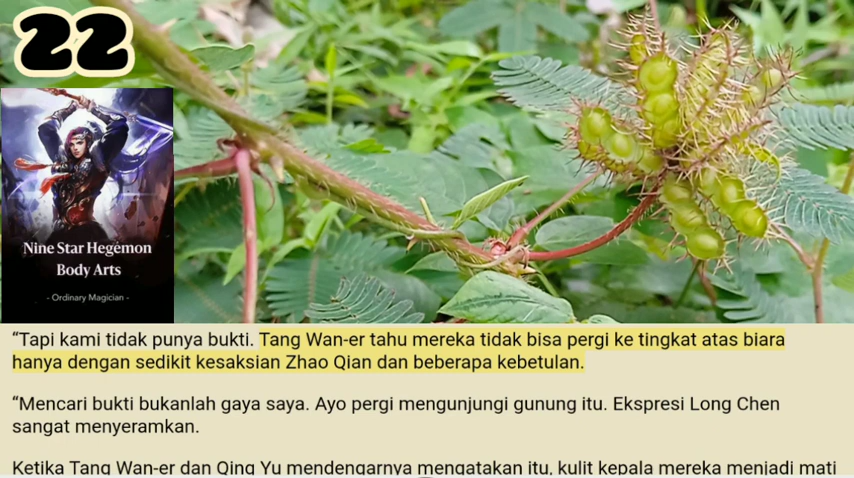 22
Nine Star Hegemon
Body Arts
- Ordinary Magician -
“Tapi kami tidak punya bukti. Tang Wan-er tahu mereka tidak bisa pergi ke tingkat atas biara
hanya dengan sedikit kesaksian Zhao Qian dan beberapa kebetulan.
“Mencari bukti bukanlah gaya saya. Ayo pergi mengunjungi gunung itu. Ekspresi Long Chen
sangat menyeramkan.
Ketika Tang Wan-er dan Qing Yu mendengarnya mengatakan itu, kulit kepala mereka menjadi mati